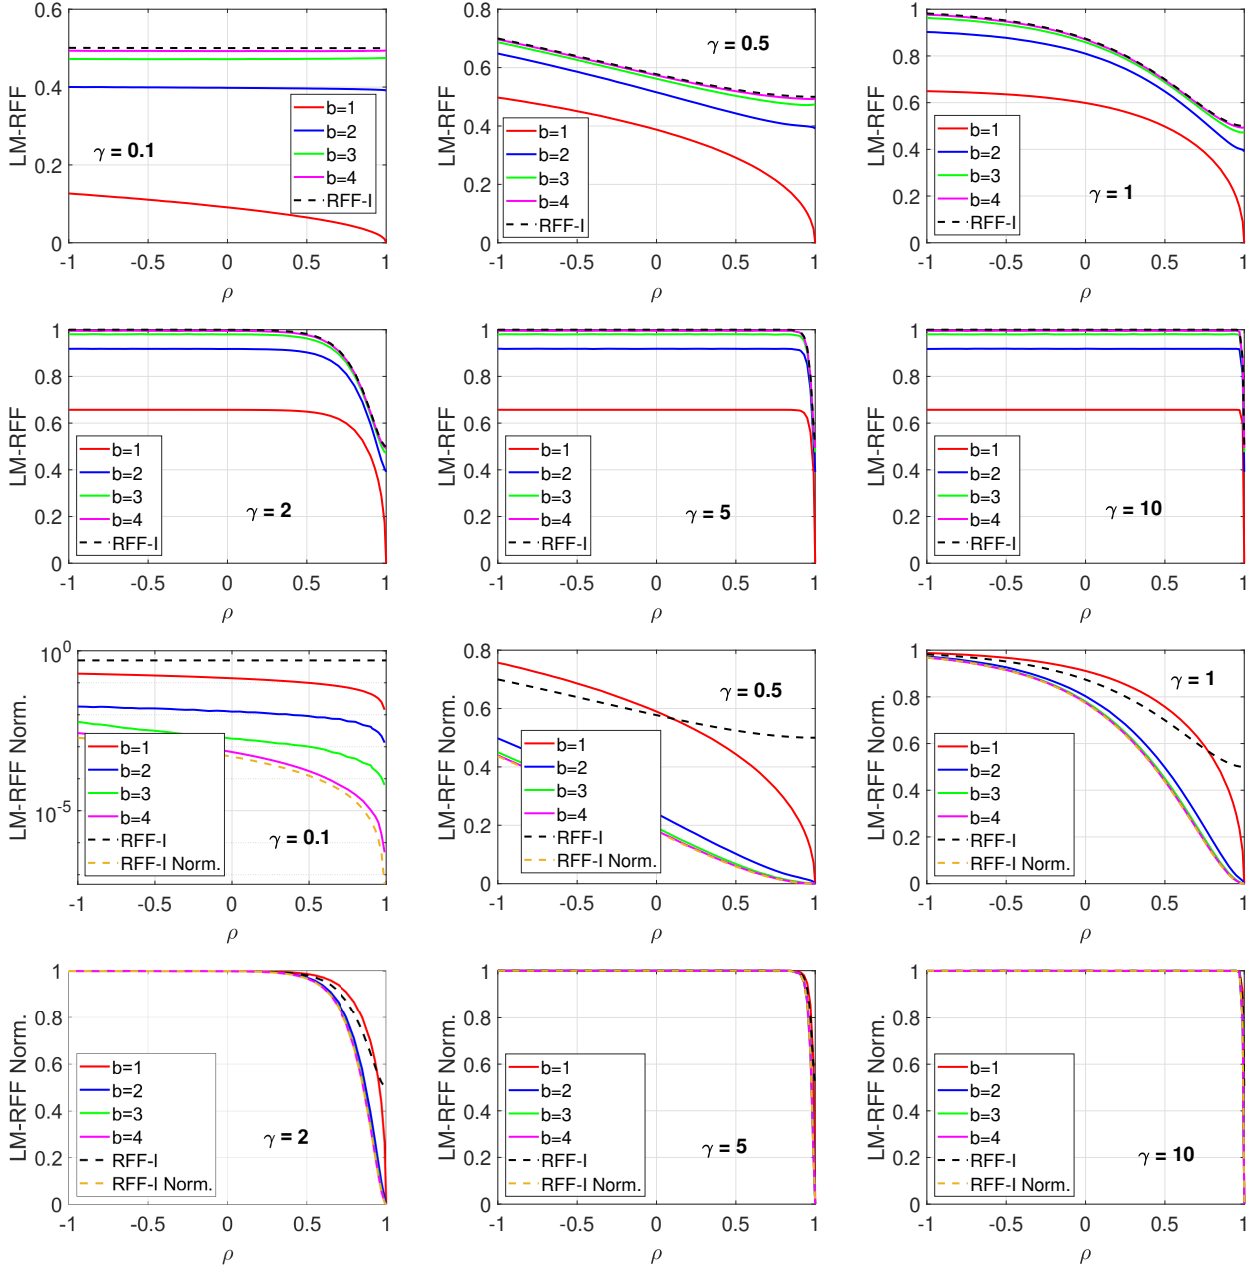 0.6
0.4
0.2
0
LM-RFF
γ = 0.1
b=1
b=2
b=3
b=4
RFF-I
-1 -0.5 0 0.5 1
ρ
0.8
0.6
0.4
0.2
0
LM-RFF
γ = 0.5
b=1
b=2
b=3
b=4
RFF-I
-1 -0.5 0 0.5 1
ρ
1
0.8
0.6
0.4
0.2
0
LM-RFF
γ = 1
b=1
b=2
b=3
b=4
RFF-I
-1 -0.5 0 0.5 1
ρ
1
0.8
0.6
0.4
0.2
0
LM-RFF
γ = 2
b=1
b=2
b=3
b=4
RFF-I
-1 -0.5 0 0.5 1
ρ
1
0.8
0.6
0.4
0.2
0
LM-RFF
γ = 5
b=1
b=2
b=3
b=4
RFF-I
-1 -0.5 0 0.5 1
ρ
1
0.8
0.6
0.4
0.2
0
LM-RFF
γ = 10
b=1
b=2
b=3
b=4
RFF-I
-1 -0.5 0 0.5 1
ρ
10^0
10^-5
LM-RFF Norm.
γ = 0.1
b=1
b=2
b=3
b=4
RFF-I
RFF-I Norm.
-1 -0.5 0 0.5 1
ρ
0.8
0.6
0.4
0.2
0
LM-RFF Norm.
γ = 0.5
b=1
b=2
b=3
b=4
RFF-I
RFF-I Norm.
-1 -0.5 0 0.5 1
ρ
1
0.8
0.6
0.4
0.2
0
LM-RFF Norm.
γ = 1
b=1
b=2
b=3
b=4
RFF-I
RFF-I Norm.
-1 -0.5 0 0.5 1
ρ
1
0.8
0.6
0.4
0.2
0
LM-RFF Norm.
γ = 2
b=1
b=2
b=3
b=4
RFF-I
RFF-I Norm.
-1 -0.5 0 0.5 1
ρ
1
0.8
0.6
0.4
0.2
0
LM-RFF Norm.
γ = 5
b=1
b=2
b=3
b=4
RFF-I
RFF-I Norm.
-1 -0.5 0 0.5 1
ρ
1
0.8
0.6
0.4
0.2
0
LM-RFF Norm.
γ = 10
b=1
b=2
b=3
b=4
RFF-I
RFF-I Norm.
-1 -0.5 0 0.5 1
ρ